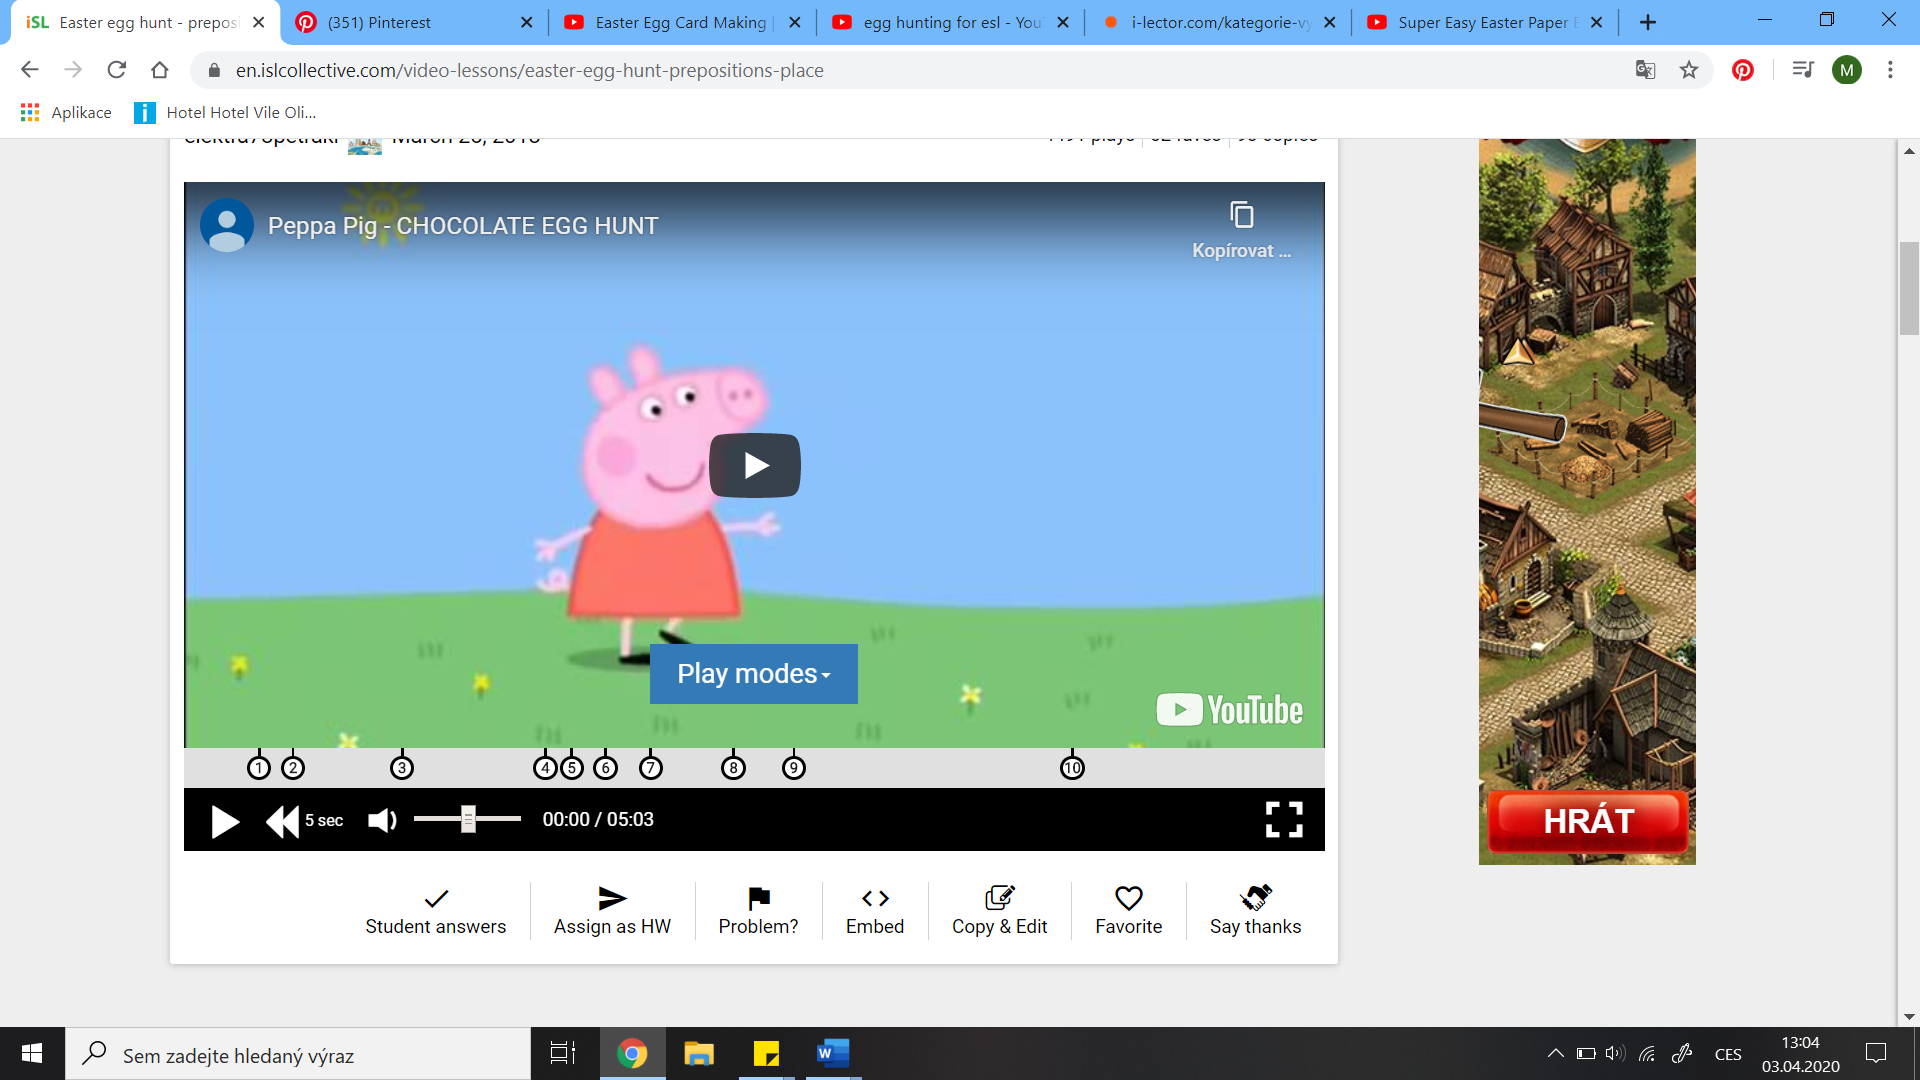 iSL Easter egg hunt - preposi
(351) Pinterest
Easter Egg Card Making |
egg hunting for esl - You
i-lector.com/kategorie-vy
Super Easy Easter Paper
en.islcollective.com/video-lessons/easter-egg-hunt-prepositions-place
M
Aplikace
Hotel Hotel Vile Oli...
Peppa Pig - CHOCOLATE EGG HUNT
Kopírovat ...
Play modes
YouTube
1 2 3 4 5 6 7 8 9 10
5 sec
00:00 / 05:03
HRÁT
Student answers
Assign as HW
Problem?
Embed
Copy & Edit
Favorite
Say thanks
Sem zadejte hledaný výraz
CES
13:04
03.04.2020